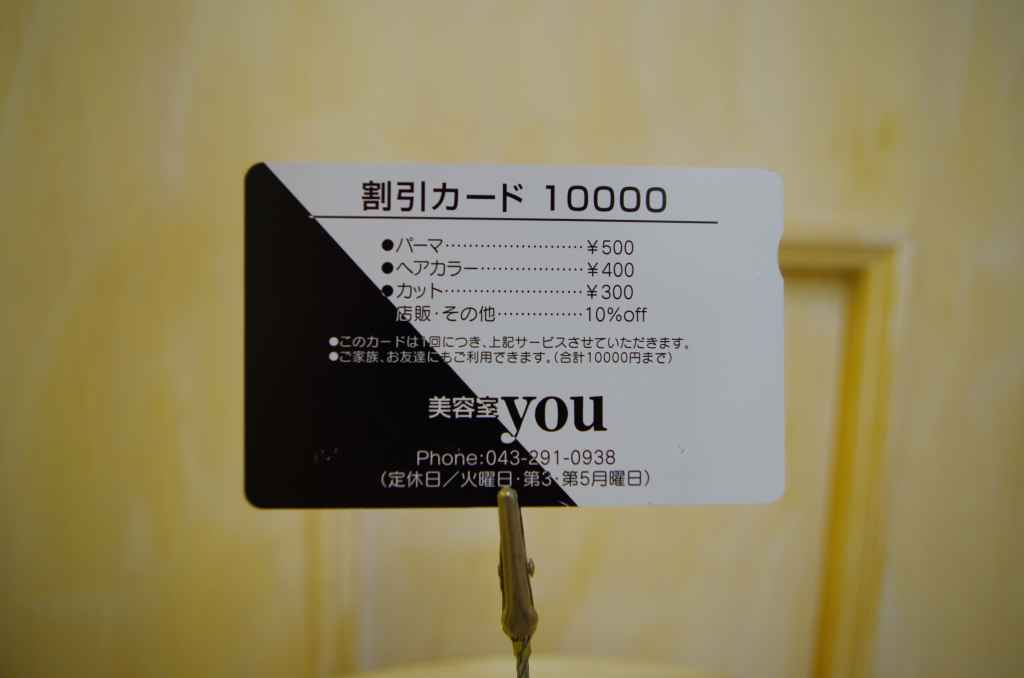 割引カード 10000
●パーマ························¥500
●ヘアカラー··················¥400
●カット························¥300
店販·その他···············10%off
●このカードは1回につき、上記サービスさせていただきます。
●ご家族、お友達にもご利用できます。(合計10000円まで)
美容室you
Phone:043-291-0938
(定休日／火曜日·第3·第5月曜日)